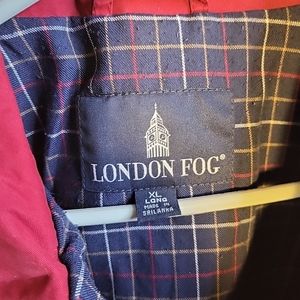 LONDON FOG®
XL
LONG
MADE IN
SRI LANKA